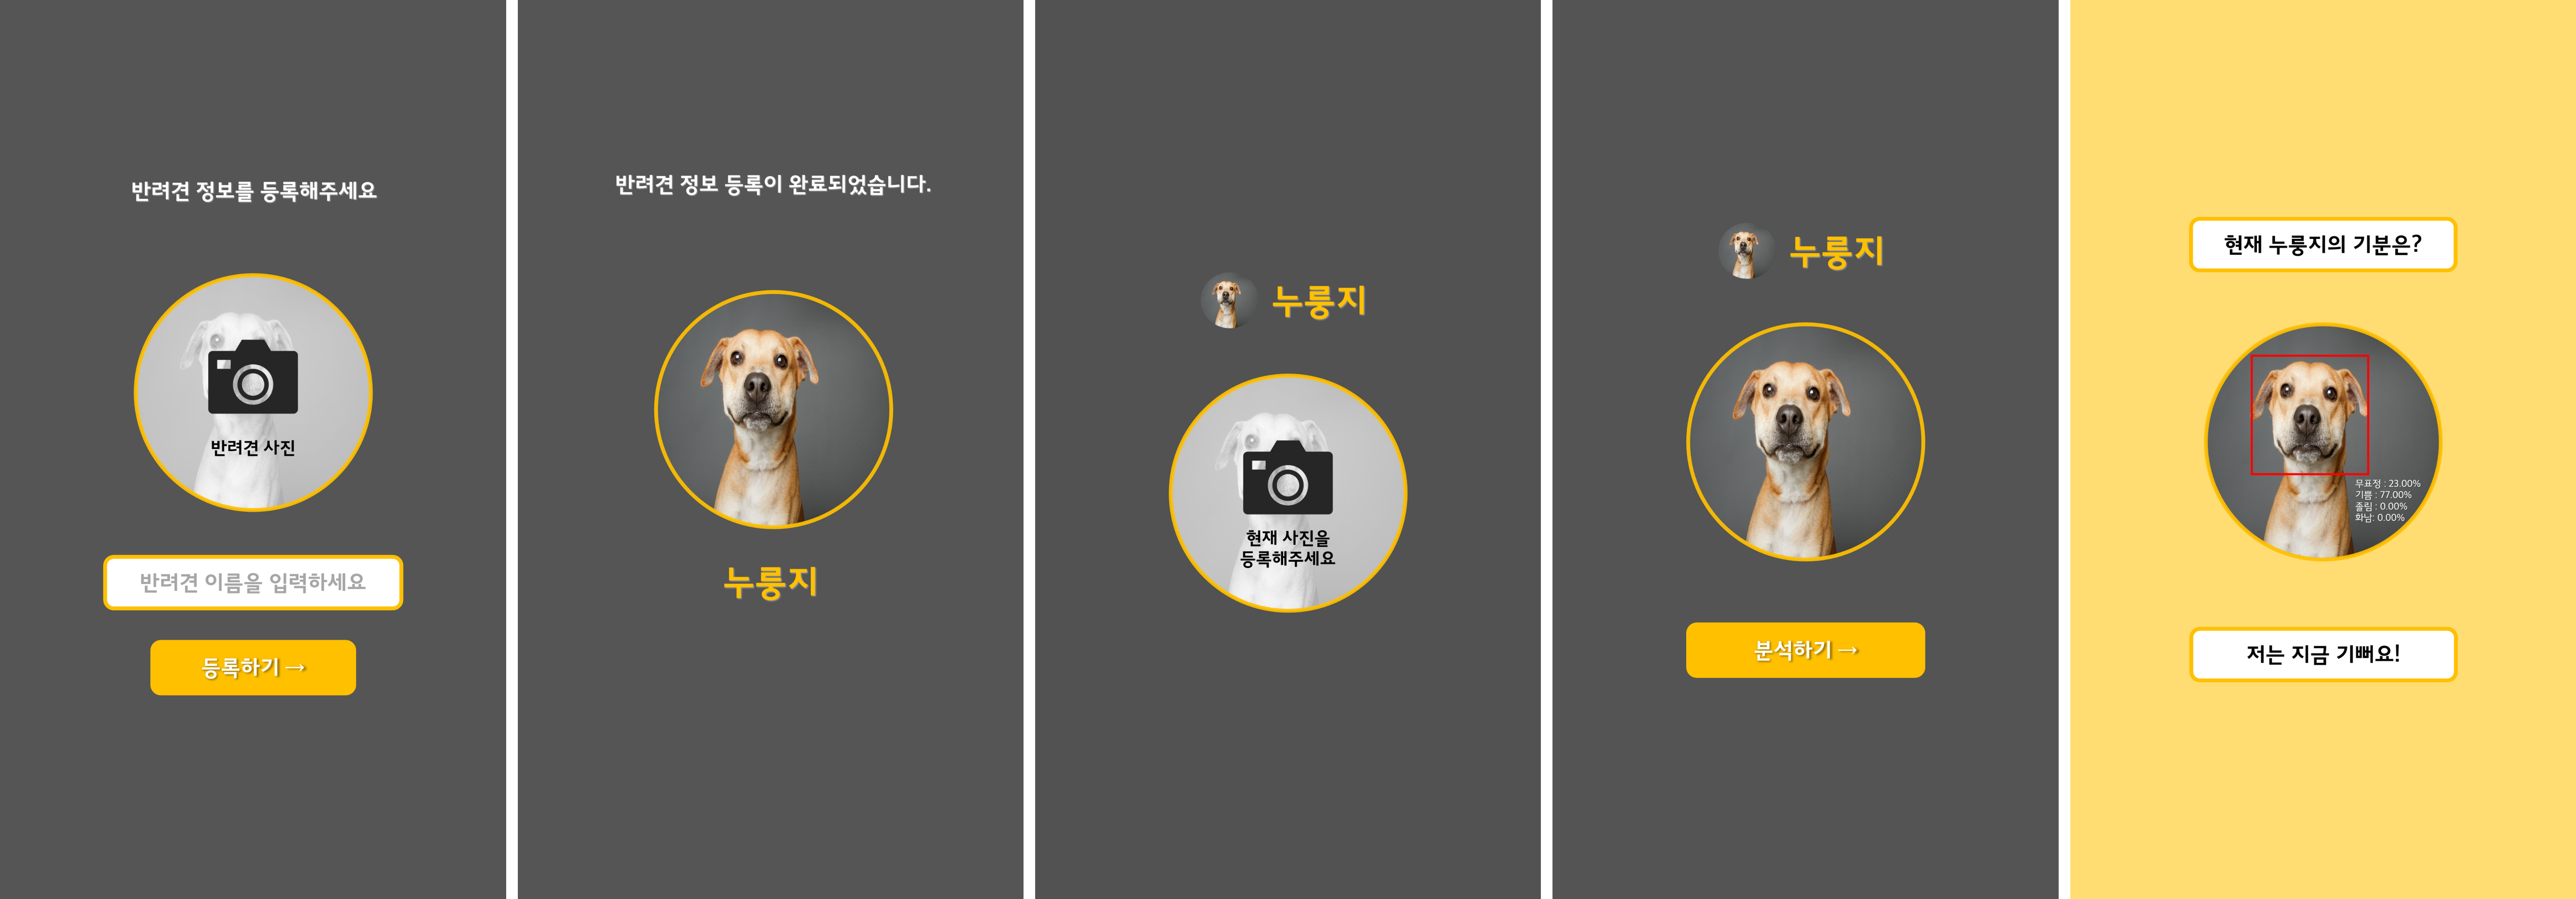 반려견 정보를 등록해주세요
반려견 사진
반려견 이름을 입력하세요
등록하기 →
반려견 정보 등록이 완료되었습니다.
누룽지
누룽지
현재 사진을
등록해주세요
누룽지
분석하기 →
현재 누룽지의 기분은?
무표정 : 23.00%
기쁨 : 77.00%
졸림 : 0.00%
화남: 0.00%
저는 지금 기뻐요!